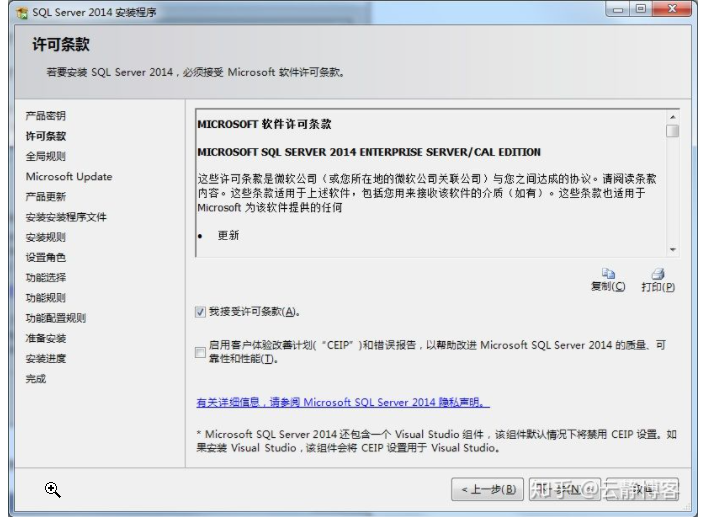 SQL Server 2014 安装程序
许可条款
若要安装 SQL Server 2014，必须接受 Microsoft 软件许可条款。
产品密钥
许可条款
全局规则
Microsoft Update
产品更新
安装安装程序文件
安装规则
设置角色
功能选择
功能规则
功能配置规则
准备安装
安装进度
完成
MICROSOFT 软件许可条款
MICROSOFT SQL SERVER 2014 ENTERPRISE SERVER/CAL EDITION
这些许可条款是微软公司（或您所在地的微软公司关联公司）与您之间达成的协议。请阅读条款
内容。这些条款适用于上述软件，包括您用来接收该软件的介质（如有）。这些条款也适用于
Microsoft 为该软件提供的任何
• 更新
复制(C) 打印(P)
我接受许可条款(A)。
启用客户体验改善计划(“CEIP”)和错误报告，以帮助改进 Microsoft SQL Server 2014 的质量、可
靠性和性能(T)。
有关详细信息，请参阅 Microsoft SQL Server 2014 隐私声明。
* Microsoft SQL Server 2014 还包含一个 Visual Studio 组件，该组件默认情况下将禁用 CEIP 设置。如
果安装 Visual Studio，该组件会将 CEIP 设置用于 Visual Studio。
< 上一步(B)
知乎 @云静博客